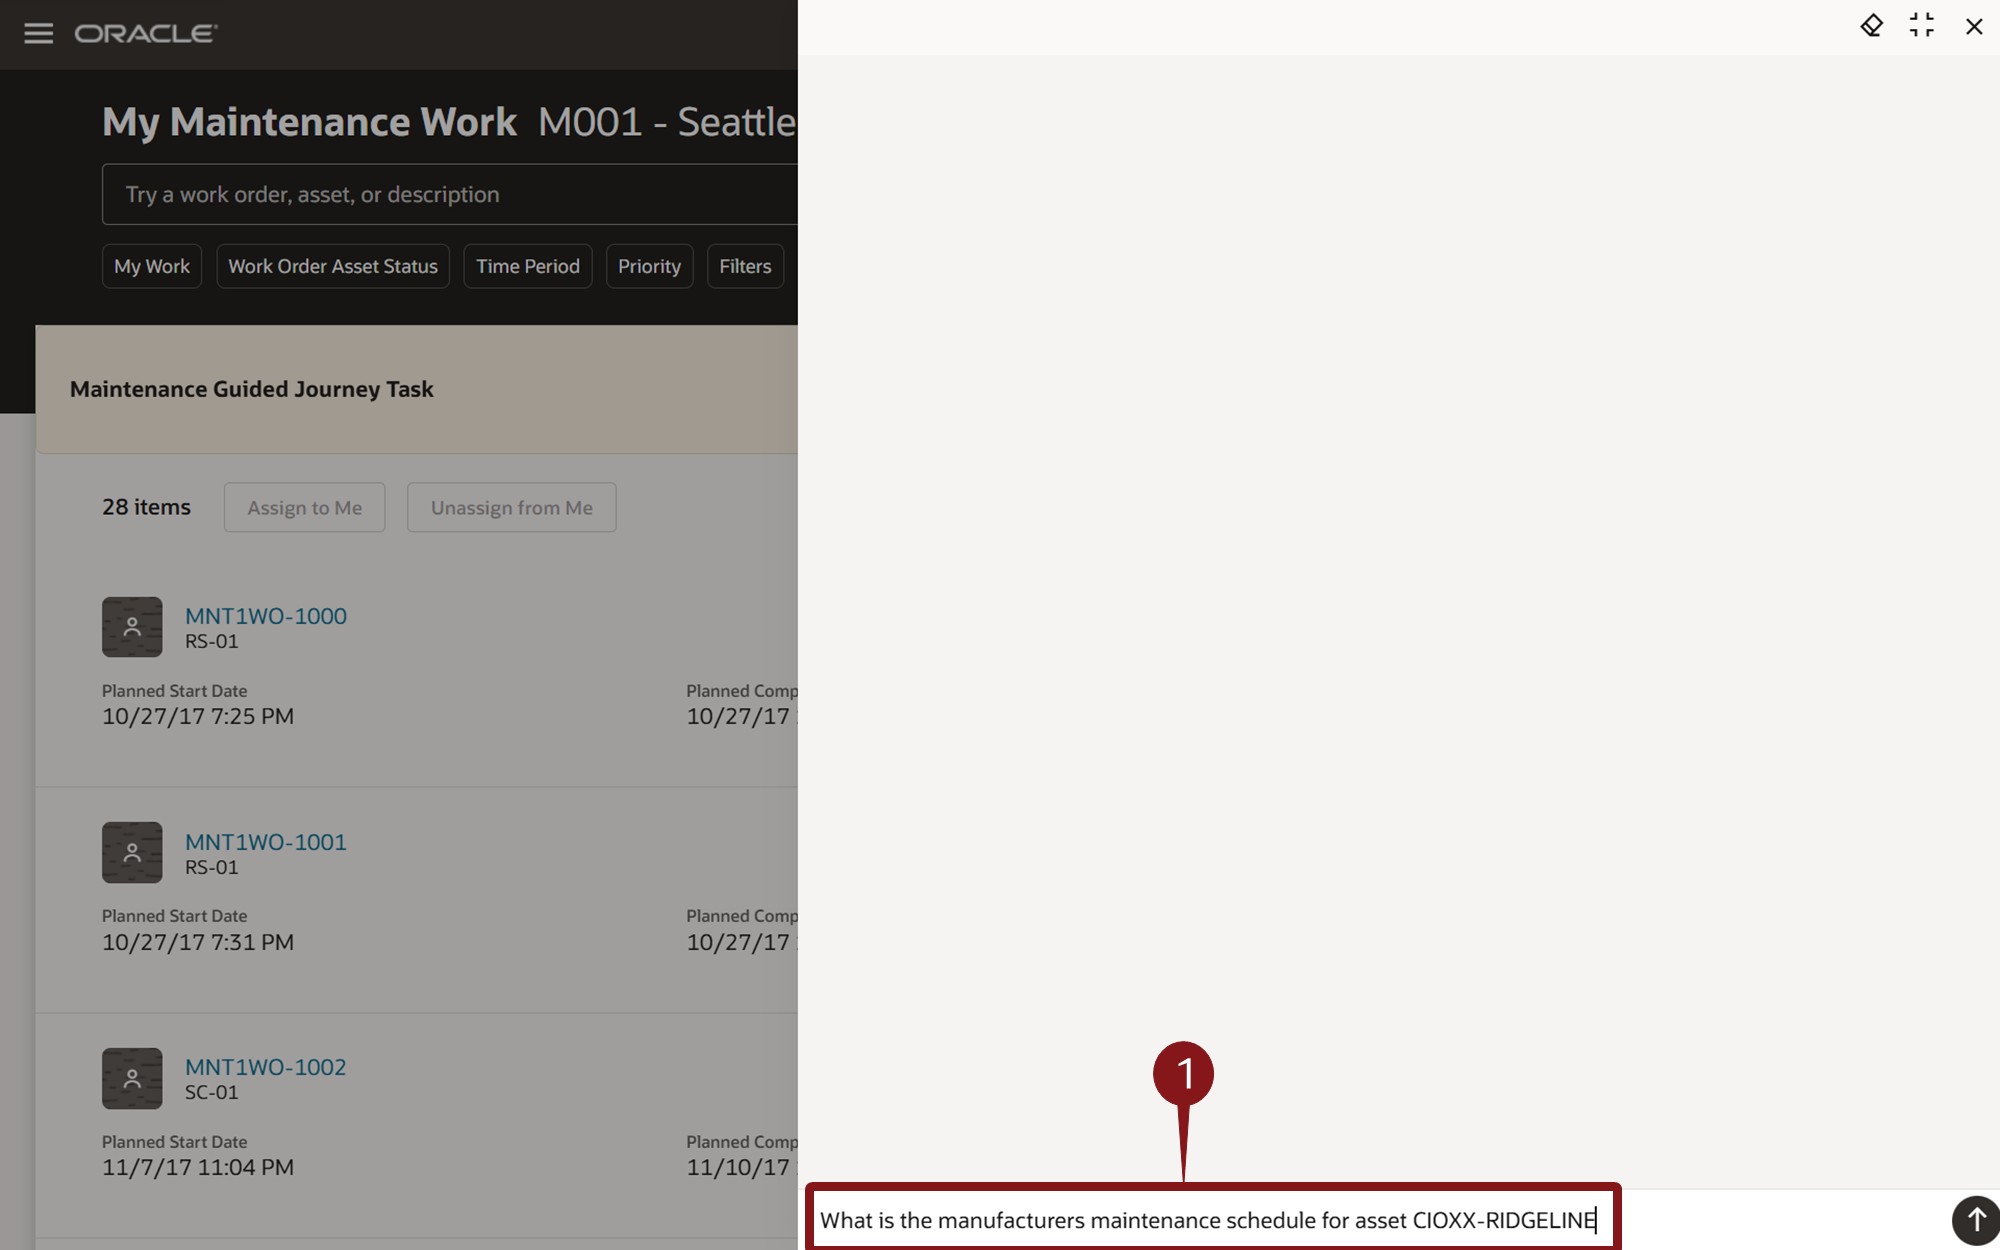 ORACLE
My Maintenance Work M001 - Seattle
Try a work order, asset, or description
My Work Work Order Asset Status Time Period Priority Filters
Maintenance Guided Journey Task
28 items Assign to Me Unassign from Me
MNT1WO-1000
RS-01
Planned Start Date Planned Comp
10/27/17 7:25 PM 10/27/17
MNT1WO-1001
RS-01
Planned Start Date Planned Comp
10/27/17 7:31 PM 10/27/17
MNT1WO-1002
SC-01
Planned Start Date Planned Comp
11/7/17 11:04 PM 11/10/17
1
What is the manufacturers maintenance schedule for asset CIOXX-RIDGELINE